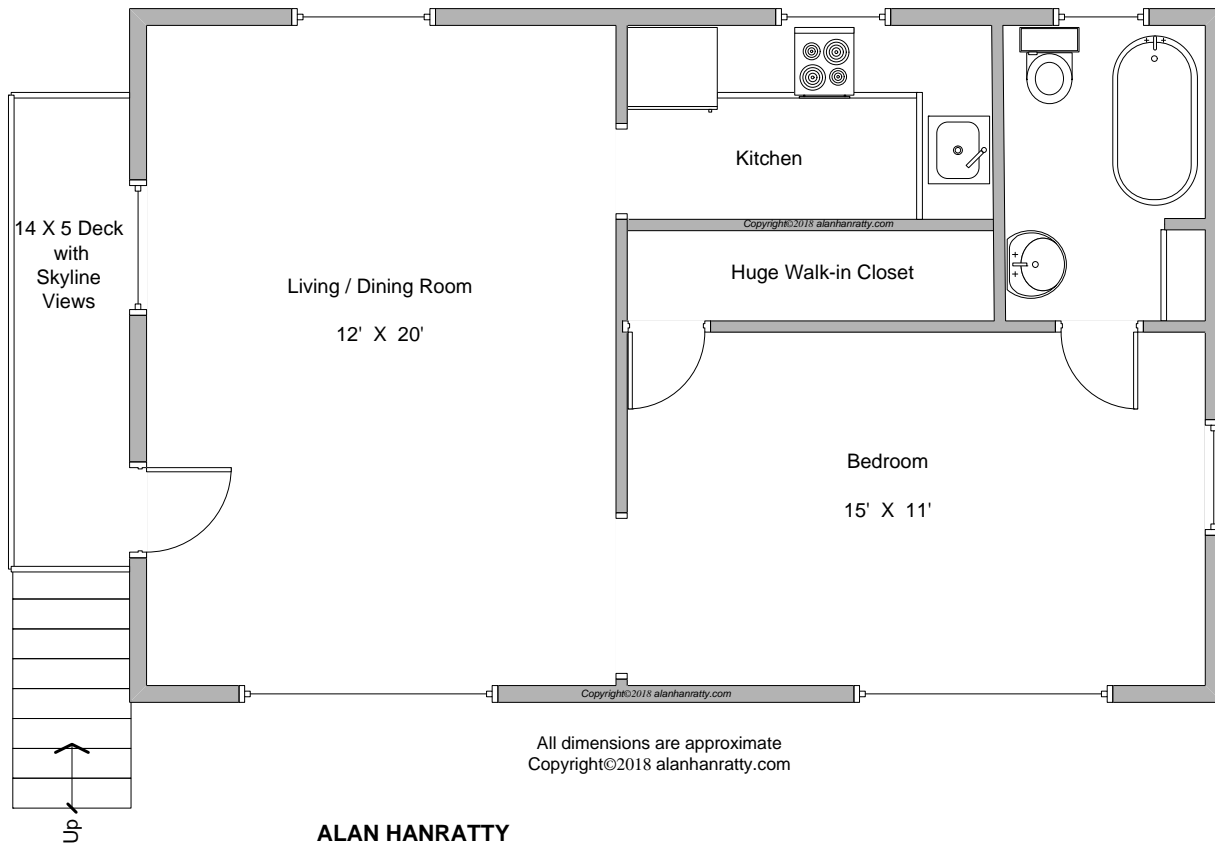 14 X 5 Deck
with
Skyline
Views
Living / Dining Room
12' X 20'
Kitchen
Copyright©2018 alanhanratty.com
Huge Walk-in Closet
Bedroom
15' X 11'
Copyright©2018 alanhanratty.com
All dimensions are approximate
Copyright©2018 alanhanratty.com
Up
ALAN HANRATTY